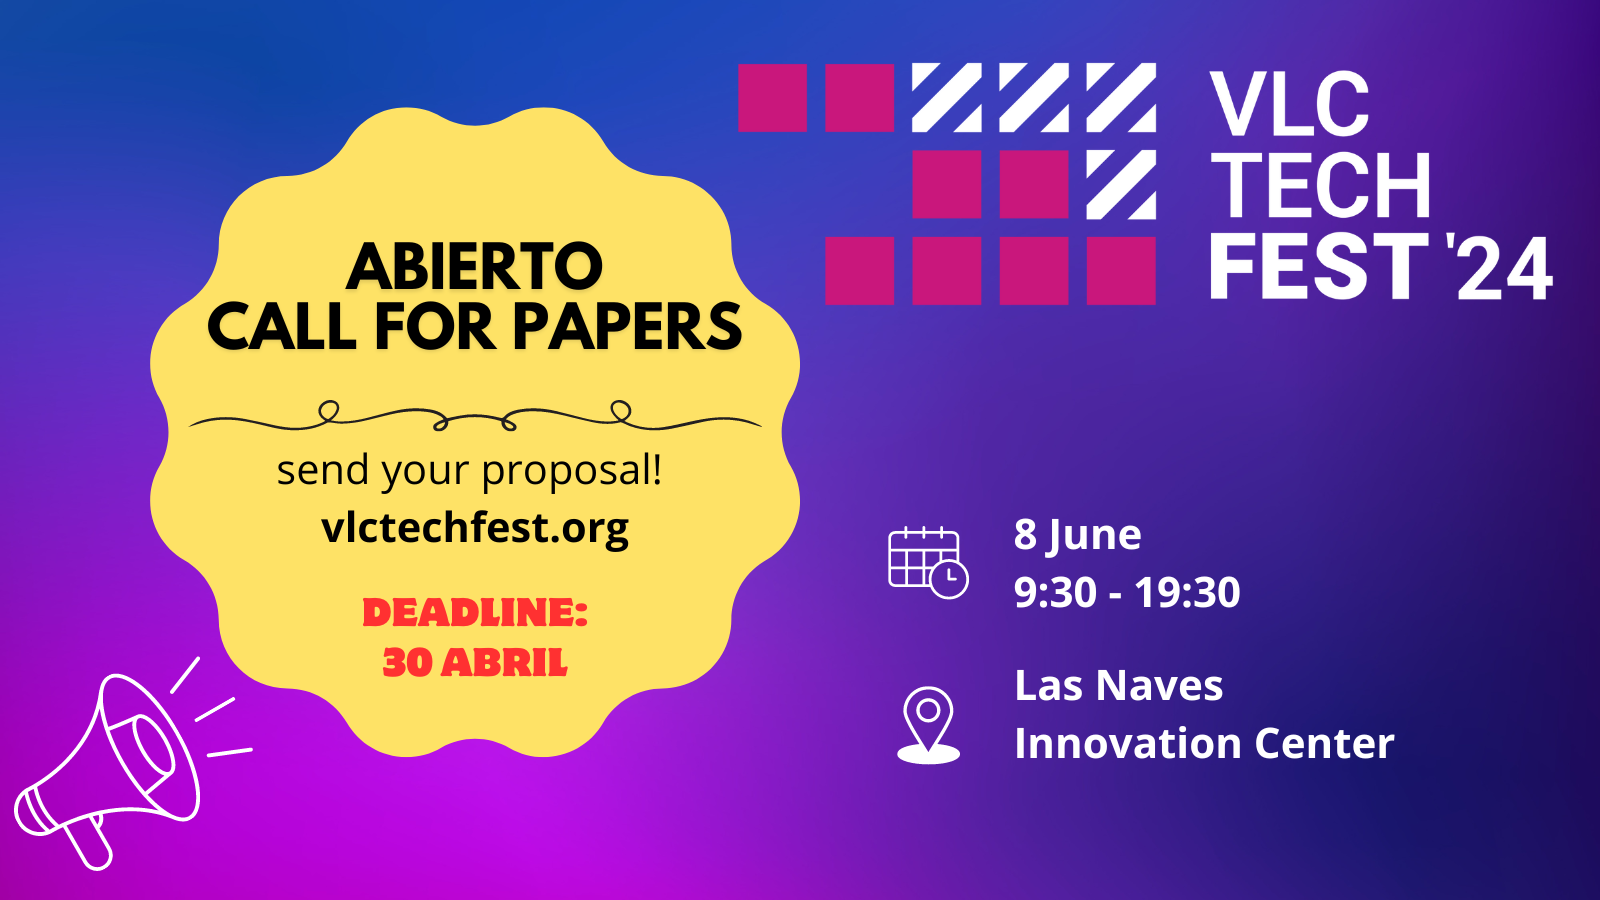 VLC
TECH
FEST '24
ABIERTO
CALL FOR PAPERS
send your proposal!
vlctechfest.org
DEADLINE:
30 ABRIL
8 June
9:30 - 19:30
Las Naves
Innovation Center